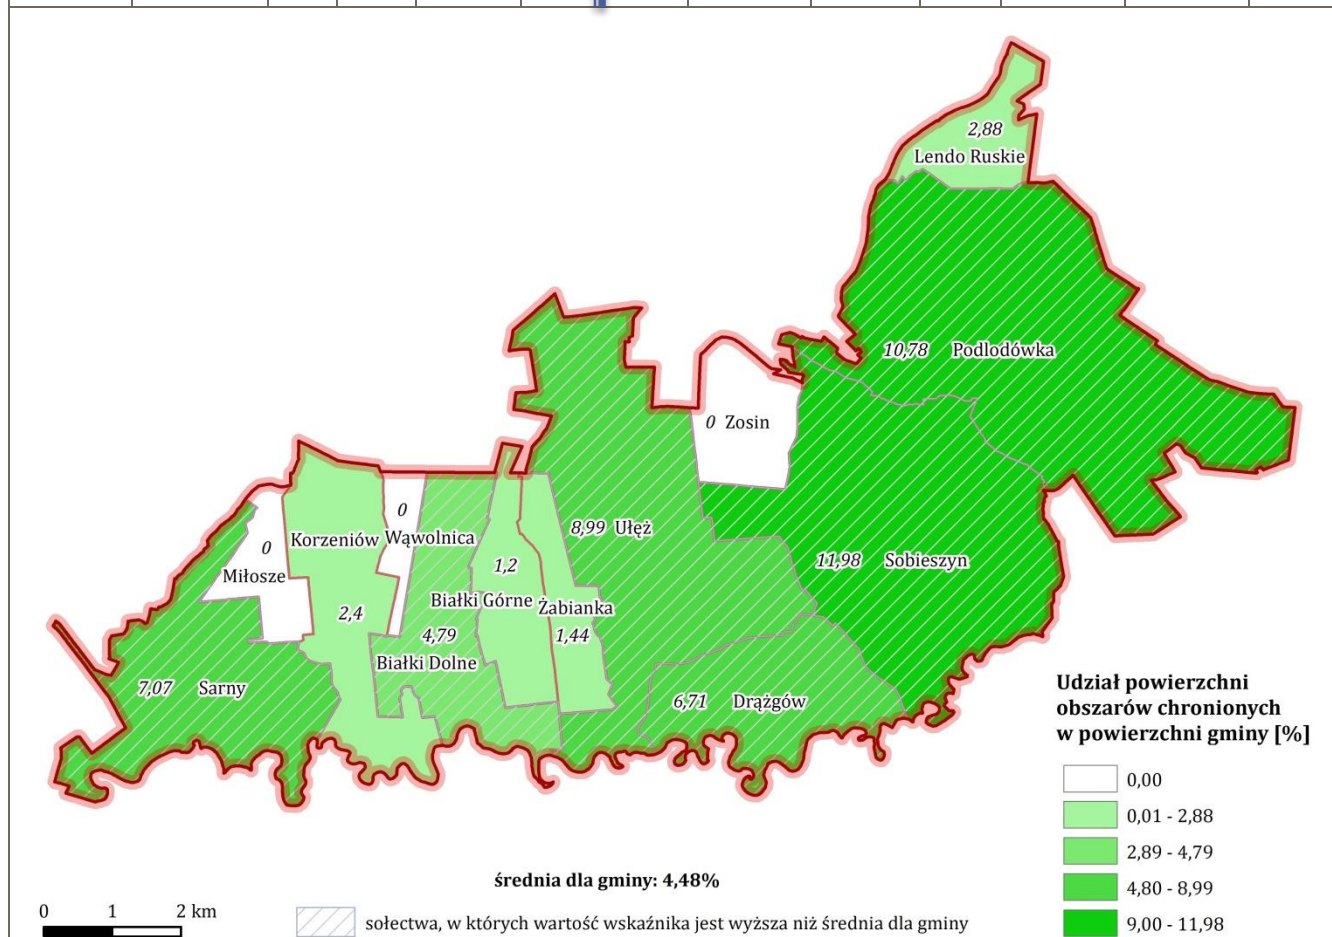 2,88
Lendo Ruskie
10,78 Podlodówka
0 Zosin
0
Korzeniów Wąwolnica
8,99 Ułęż
0
Miłosze
1,2
11,98 Sobieszyn
Białki Górne Żabianka
2,4
4,79
1,44
Białki Dolne
7,07 Sarny
6,71 Drążgów
Udział powierzchni
obszarów chronionych
w powierzchni gminy [%]
0,00
0,01 - 2,88
2,89 - 4,79
4,80 - 8,99
9,00 - 11,98
średnia dla gminy: 4,48%
0 1 2 km
sołectwa, w których wartość wskaźnika jest wyższa niż średnia dla gminy